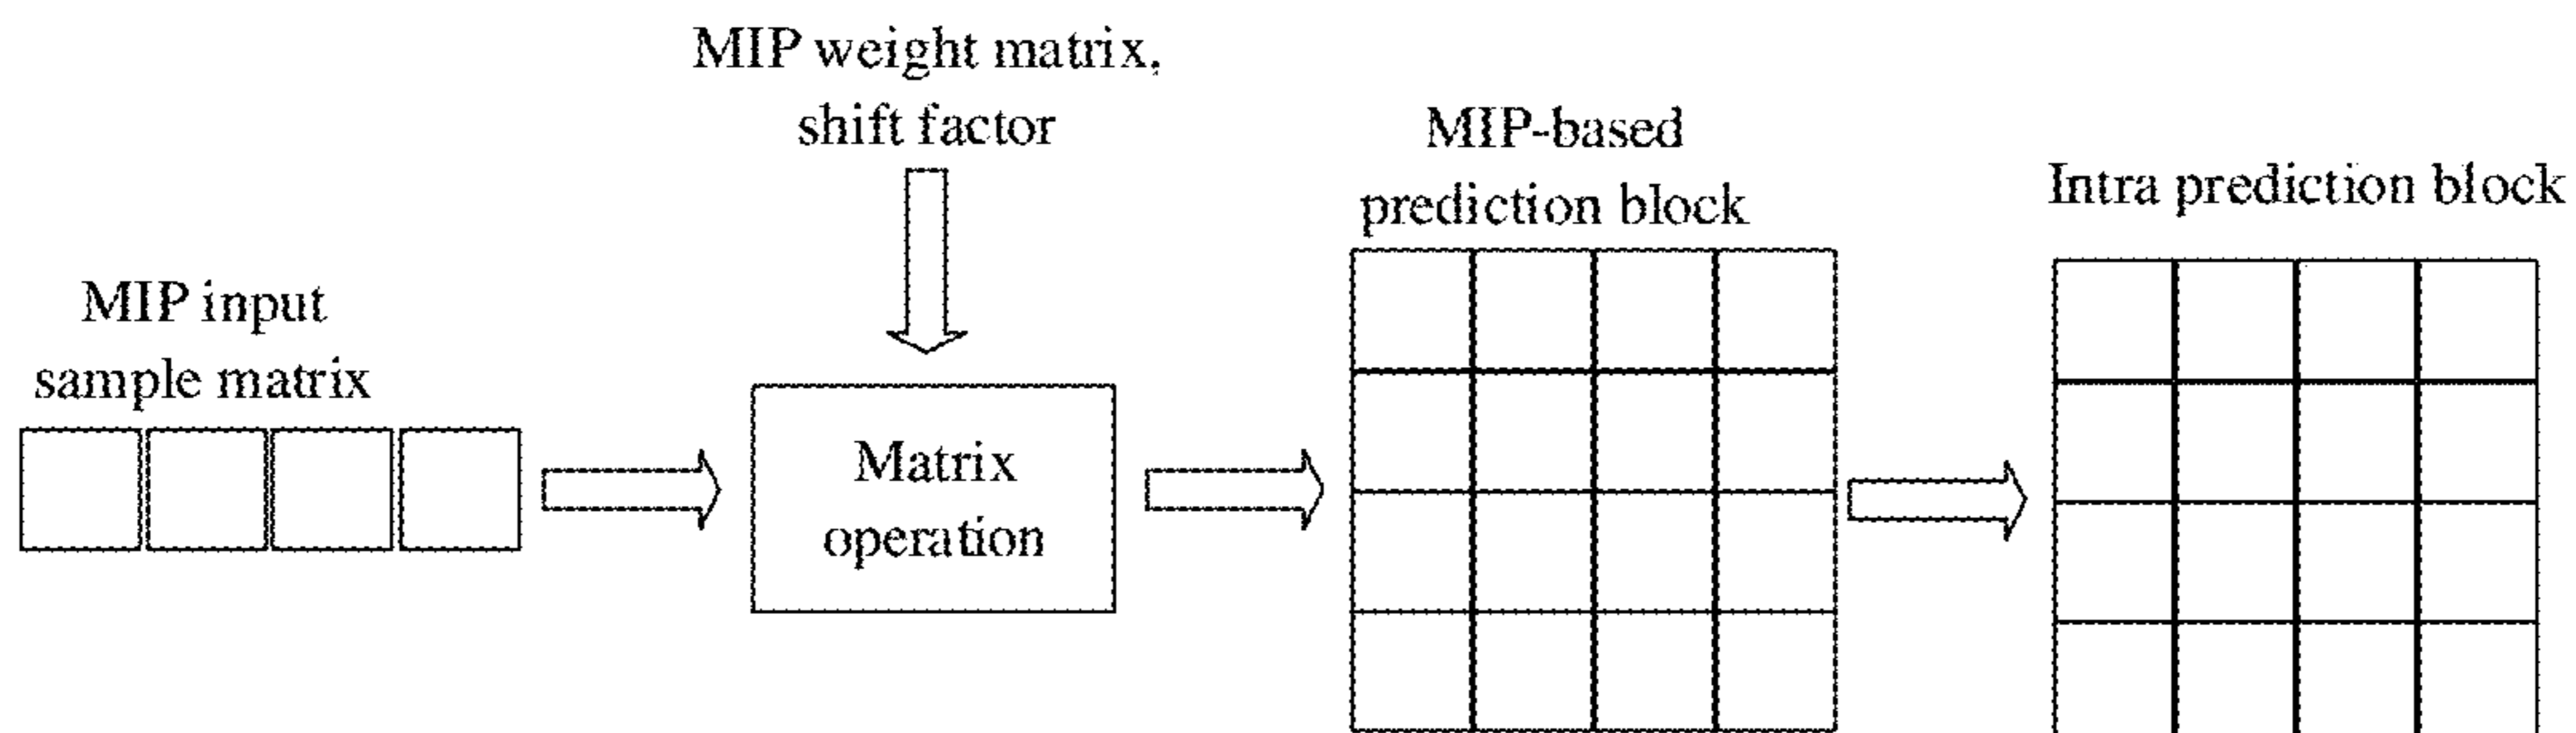 MIP input
sample matrix
MIP weight matrix,
shift factor
Matrix
operation
MIP-based
prediction block
Intra prediction block